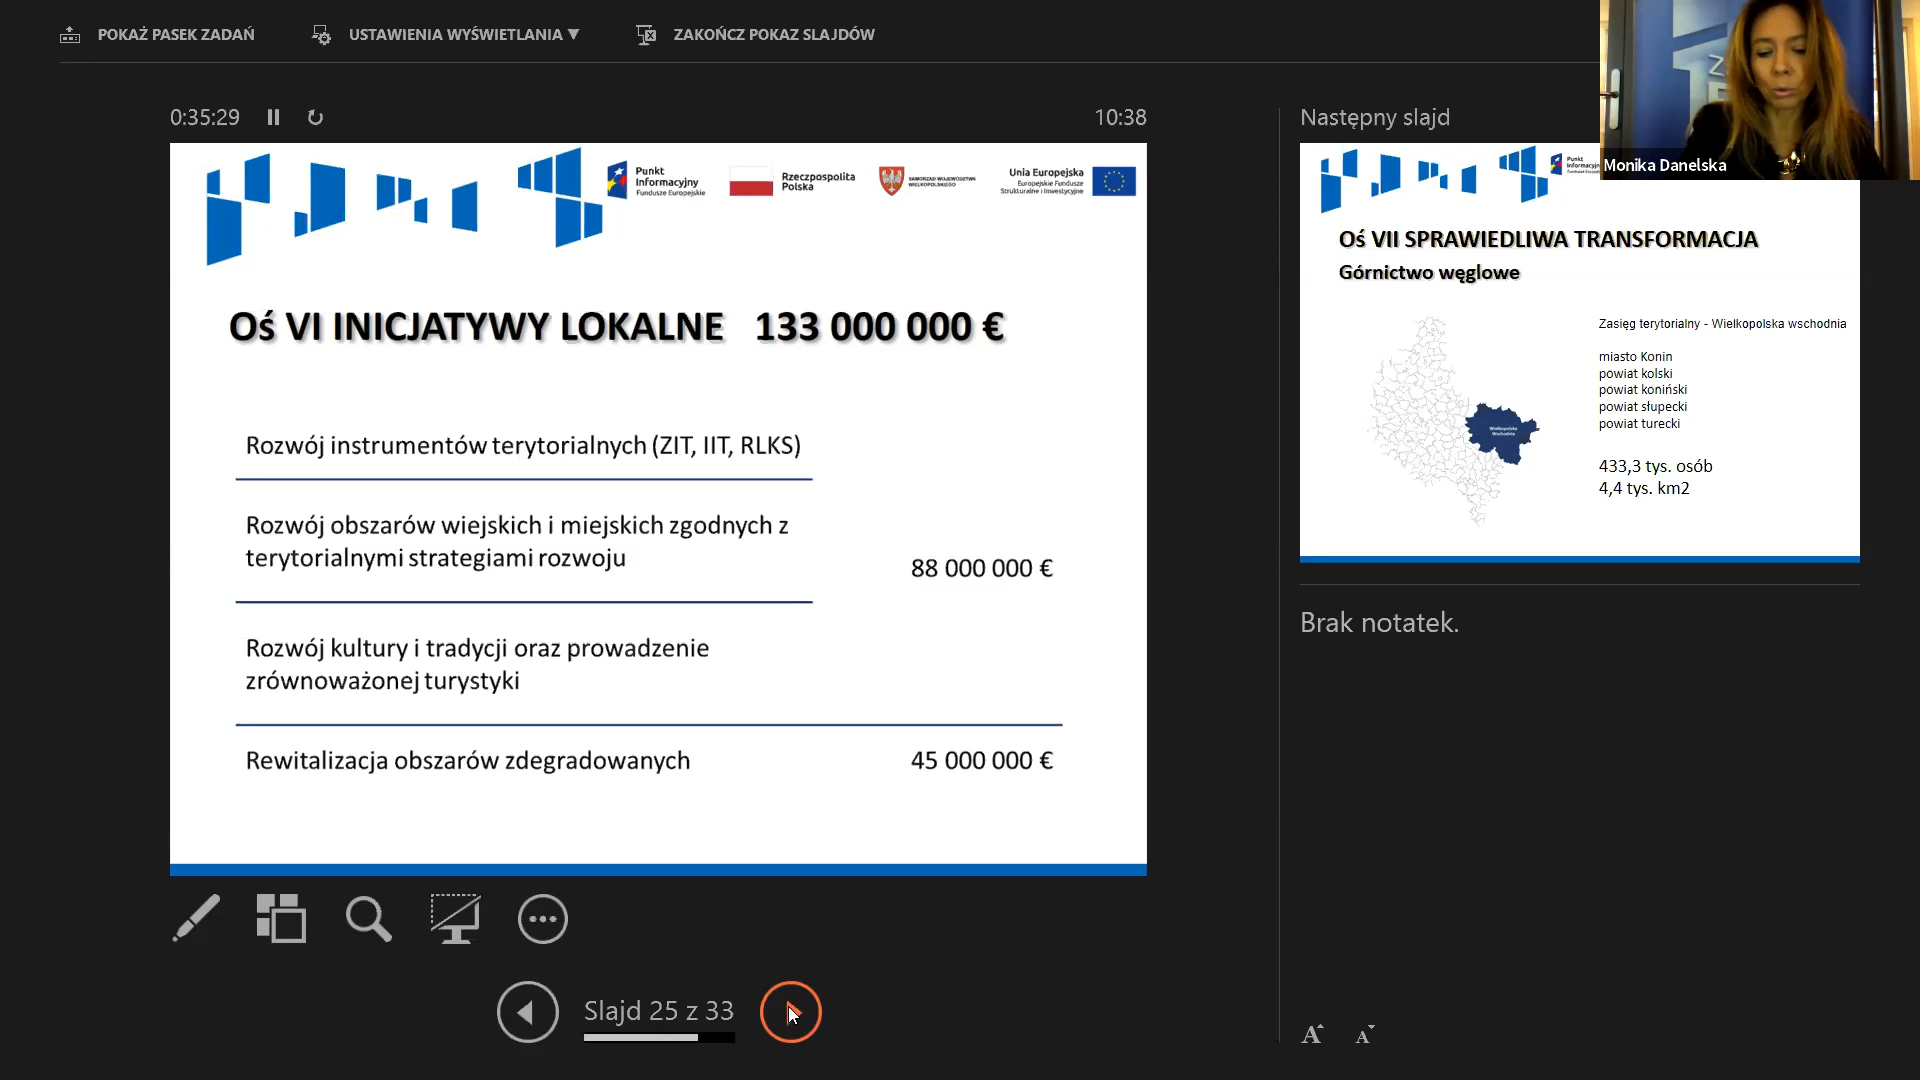 POKAŻ PASEK ZADAŃ
USTAWIENIA WYŚWIETLANIA ▼
ZAKOŃCZ POKAZ SLAJDÓW
0:35:29
10:38
Punkt
Informacyjny
Fundusze Europejskie
Rzeczpospolita
Polska
SAMORZĄD WOJEWÓDZTWA
WIELKOPOLSKIEGO
Unia Europejska
Europejskie Fundusze
Strukturalne i Inwestycyjne
Oś VI INICJATYWY LOKALNE 133 000 000 €
Rozwój instrumentów terytorialnych (ZIT, IIT, RLKS)
Rozwój obszarów wiejskich i miejskich zgodnych z
terytorialnymi strategiami rozwoju
88 000 000 €
Rozwój kultury i tradycji oraz prowadzenie
zrównoważonej turystyki
Rewitalizacja obszarów zdegradowanych
45 000 000 €
Slajd 25 z 33
Następny slajd
Monika Danelska
Punkt
Oś VII SPRAWIEDLIWA TRANSFORMACJA
Górnictwo węglowe
Zasięg terytorialny - Wielkopolska wschodnia
miasto Konin
powiat kolski
powiat koniński
powiat słupecki
powiat turecki
Wielkopolska
Wschodnia
433,3 tys. osób
4,4 tys. km2
Brak notatek.
A A